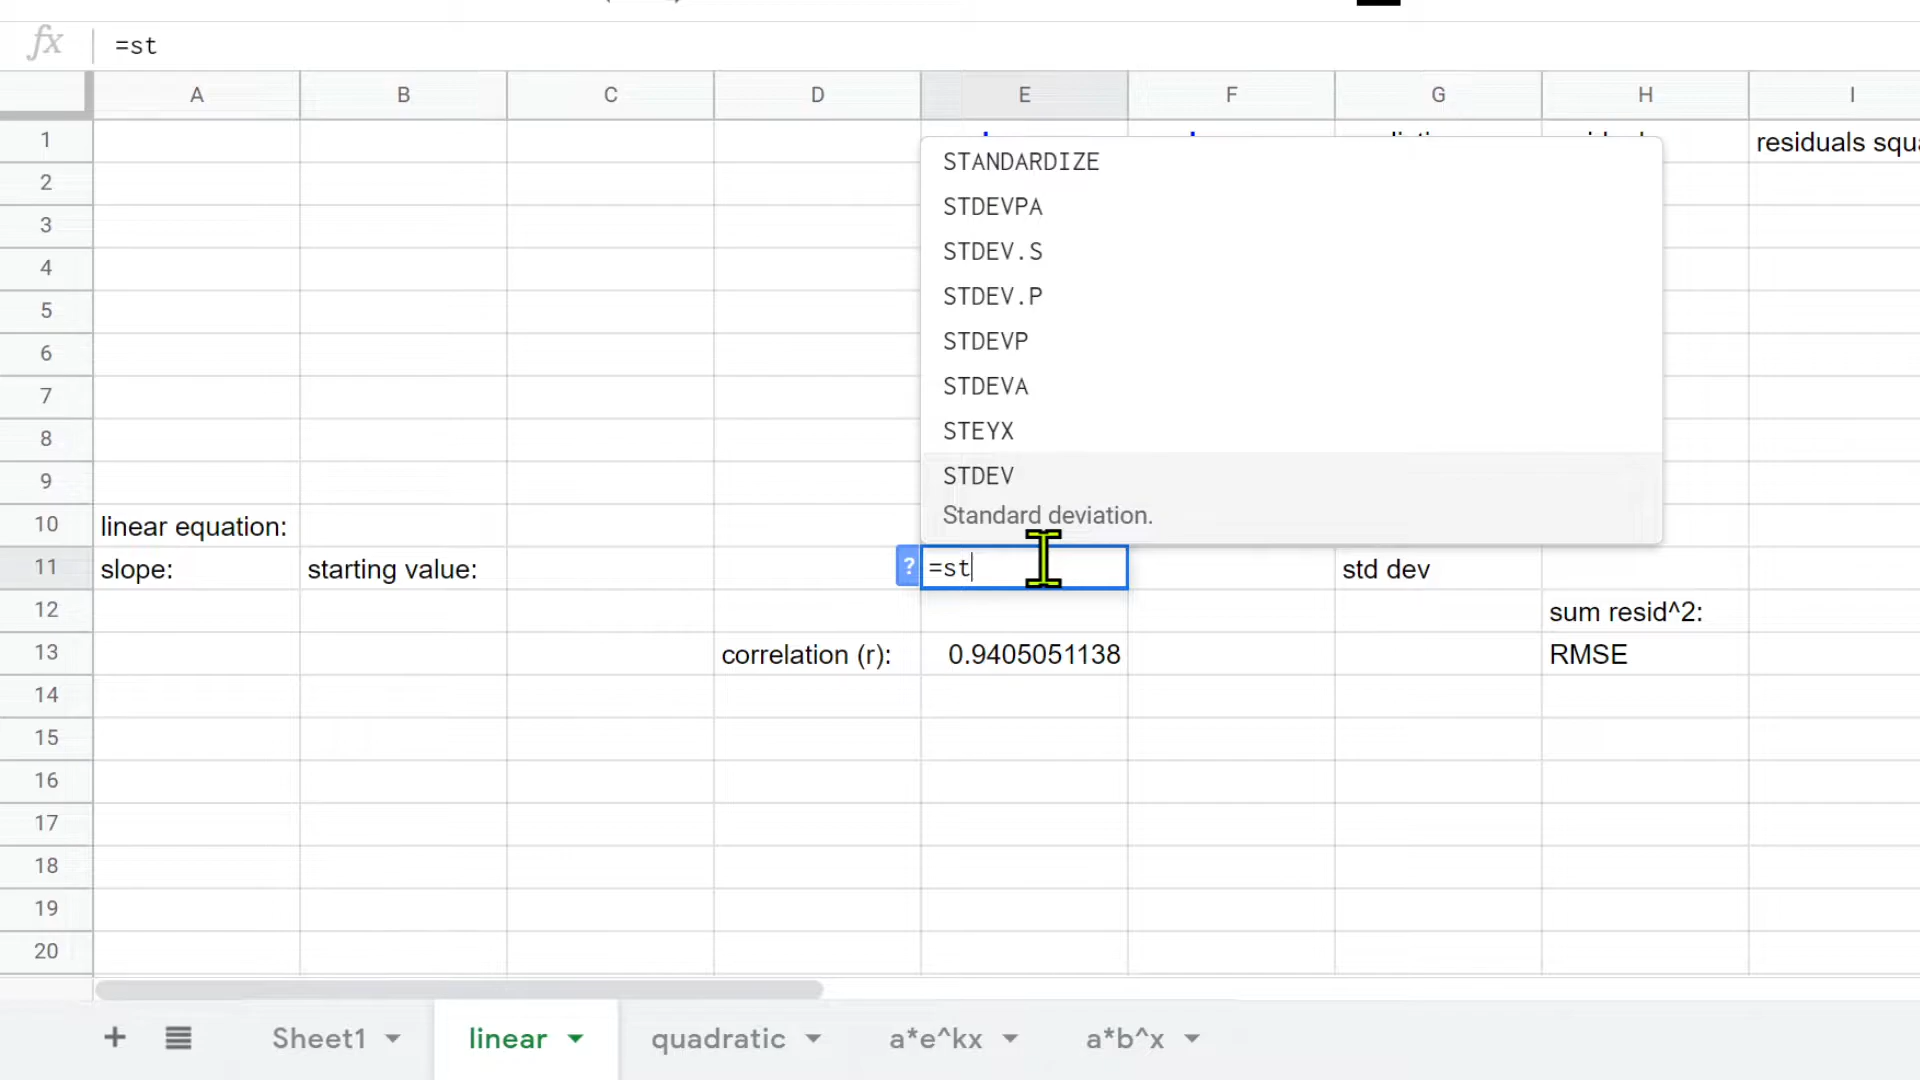 fx =st
A B C D E F G H I
1 residuals squ
STANDARDIZE
2
STDEVPA
3
STDEV.S
4
STDEV.P
5
STDEVP
6
STDEVA
7
STEYX
8
STDEV
9
Standard deviation.
10 linear equation:
11 slope: starting value: ? =st std dev
12 sum resid^2:
13 correlation (r): 0.9405051138 RMSE
14
15
16
17
18
19
20
+ Sheet1 linear quadratic a*e^kx a*b^x